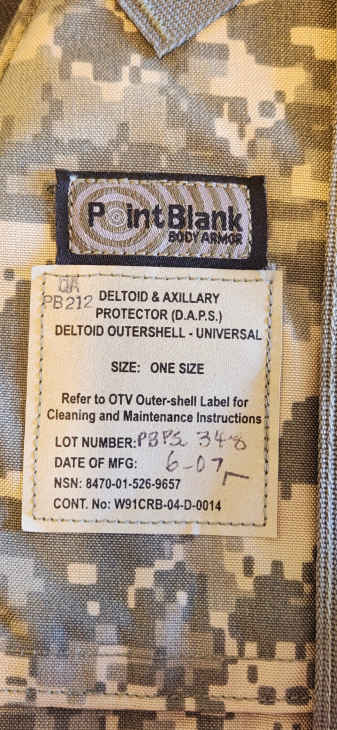 PointBlank
BODY ARMOR
QA
PB212
DELTOID & AXILLARY
PROTECTOR (D.A.P.S.)
DELTOID OUTERSHELL - UNIVERSAL
SIZE: ONE SIZE
Refer to OTV Outer-shell Label for
Cleaning and Maintenance Instructions
LOT NUMBER: PBPS 348
DATE OF MFG: 6-07
NSN: 8470-01-526-9657
CONT. No: W91CRB-04-D-0014